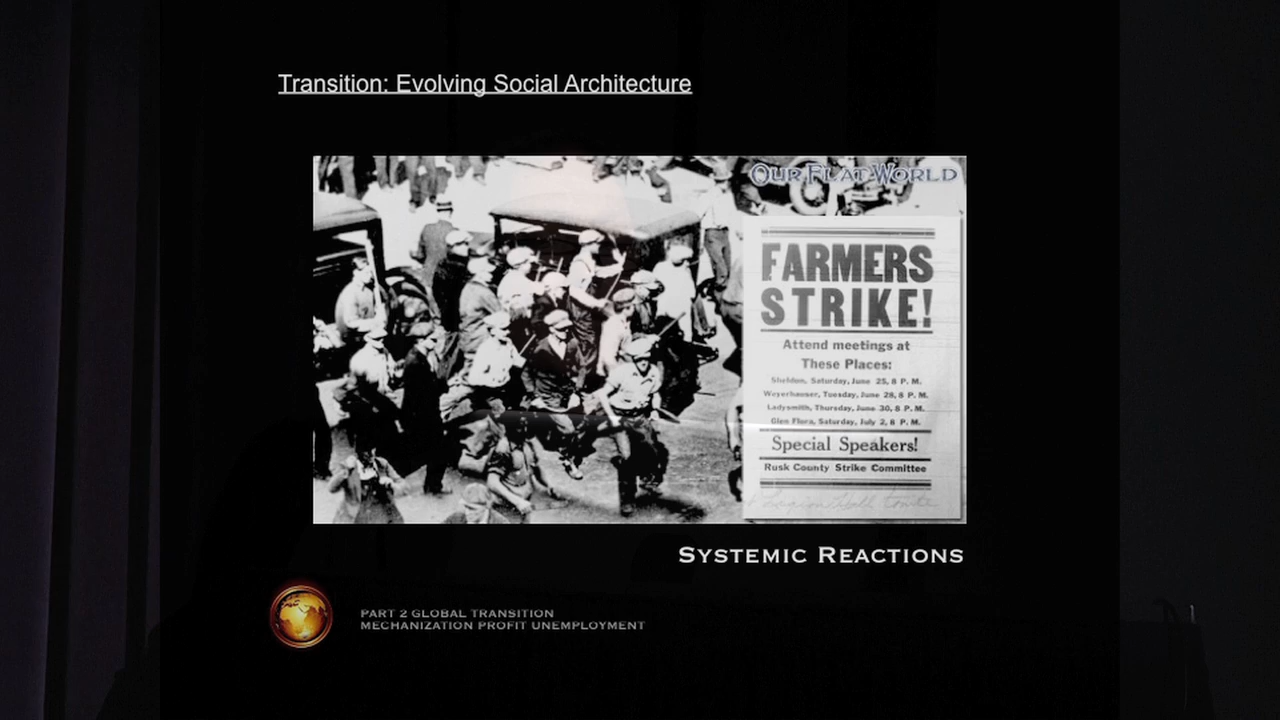 Transition: Evolving Social Architecture
OUR FLAT WORLD
FARMERS
STRIKE!
Attend meetings at
These Places:
Sheldon, Saturday, June 25, 8 P. M.
Weyerhauser, Tuesday, June 28, 8 P. M.
Ladysmith, Thursday, June 30, 8 P. M.
Glen Flora, Saturday, July 2, 8 P. M.
Special Speakers!
Rusk County Strike Committee
SYSTEMIC REACTIONS
PART 2 GLOBAL TRANSITION
MECHANIZATION PROFIT UNEMPLOYMENT